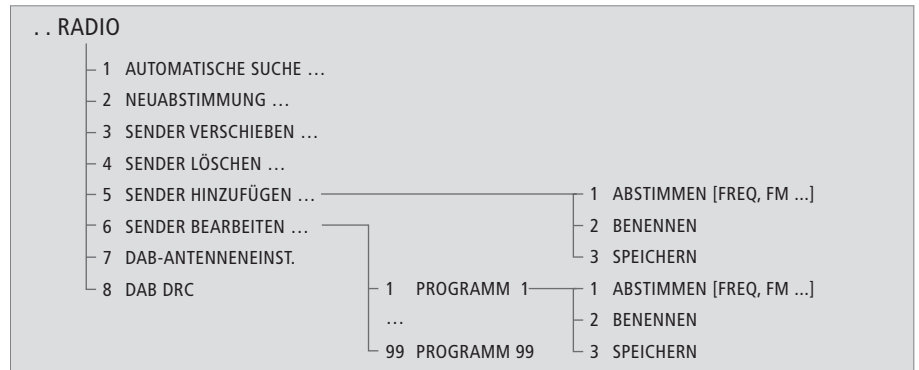 . . RADIO
1 AUTOMATISCHE SUCHE …
2 NEUABSTIMMUNG …
3 SENDER VERSCHIEBEN …
4 SENDER LÖSCHEN …
5 SENDER HINZUFÜGEN … 1 ABSTIMMEN [FREQ, FM ...]
6 SENDER BEARBEITEN … 2 BENENNEN
7 DAB-ANTENNENEINST. 3 SPEICHERN
8 DAB DRC 1 PROGRAMM 1 1 ABSTIMMEN [FREQ, FM ...]
… 2 BENENNEN
99 PROGRAMM 99 3 SPEICHERN